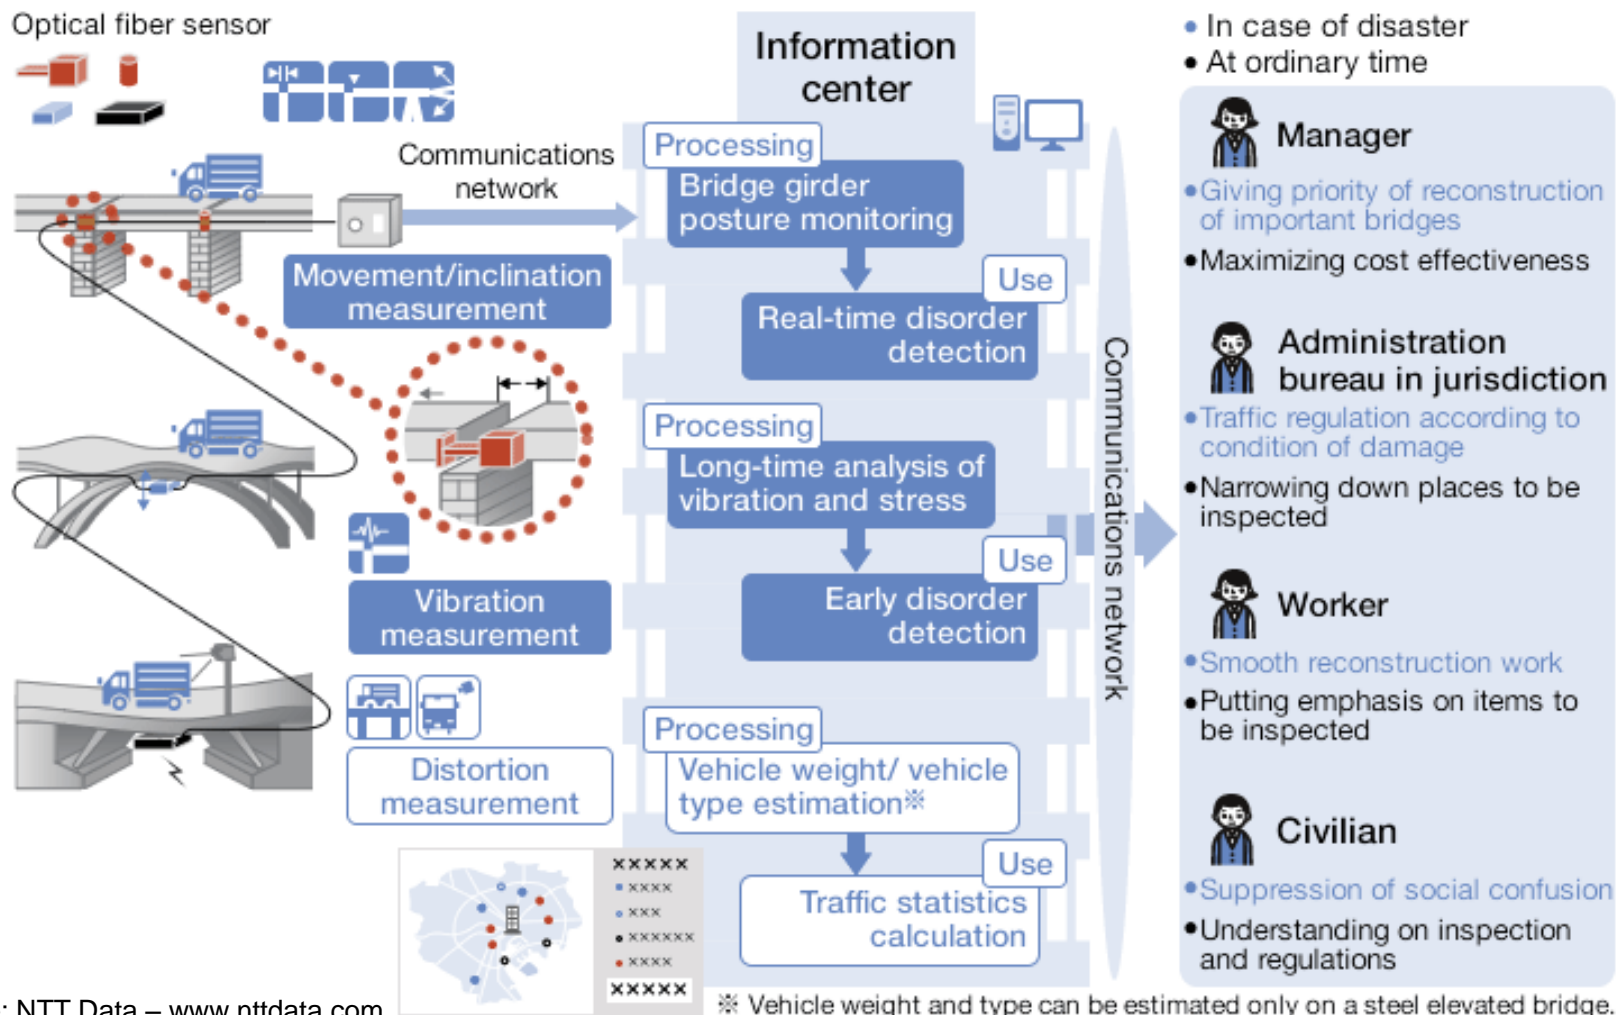 Optical fiber sensor
Communications
network
Movement/inclination
measurement
Vibration
measurement
Distortion
measurement
Information
center
Processing
Bridge girder
posture monitoring
Use
Real-time disorder
detection
Processing
Long-time analysis of
vibration and stress
Use
Early disorder
detection
Processing
Vehicle weight/ vehicle
type estimation※
Use
Traffic statistics
calculation
×××××
××××
×××
××××××
××××
×××××
Communications network
• In case of disaster
• At ordinary time
Manager
•Giving priority of reconstruction
of important bridges
•Maximizing cost effectiveness
Administration
bureau in jurisdiction
•Traffic regulation according to
condition of damage
•Narrowing down places to be
inspected
Worker
•Smooth reconstruction work
•Putting emphasis on items to
be inspected
Civilian
•Suppression of social confusion
•Understanding on inspection
and regulations
: NTT Data – www.nttdata.com
※ Vehicle weight and type can be estimated only on a steel elevated bridge.